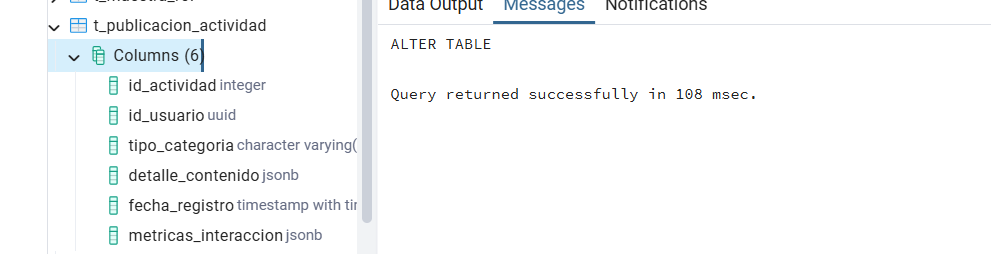 Data Output Messages Notifications
t_publicacion_actividad
ALTER TABLE
Columns (6)
id_actividad integer
Query returned successfully in 108 msec.
id_usuario uuid
tipo_categoria character varying(
detalle_contenido jsonb
fecha_registro timestamp with tir
metricas_interaccion jsonb